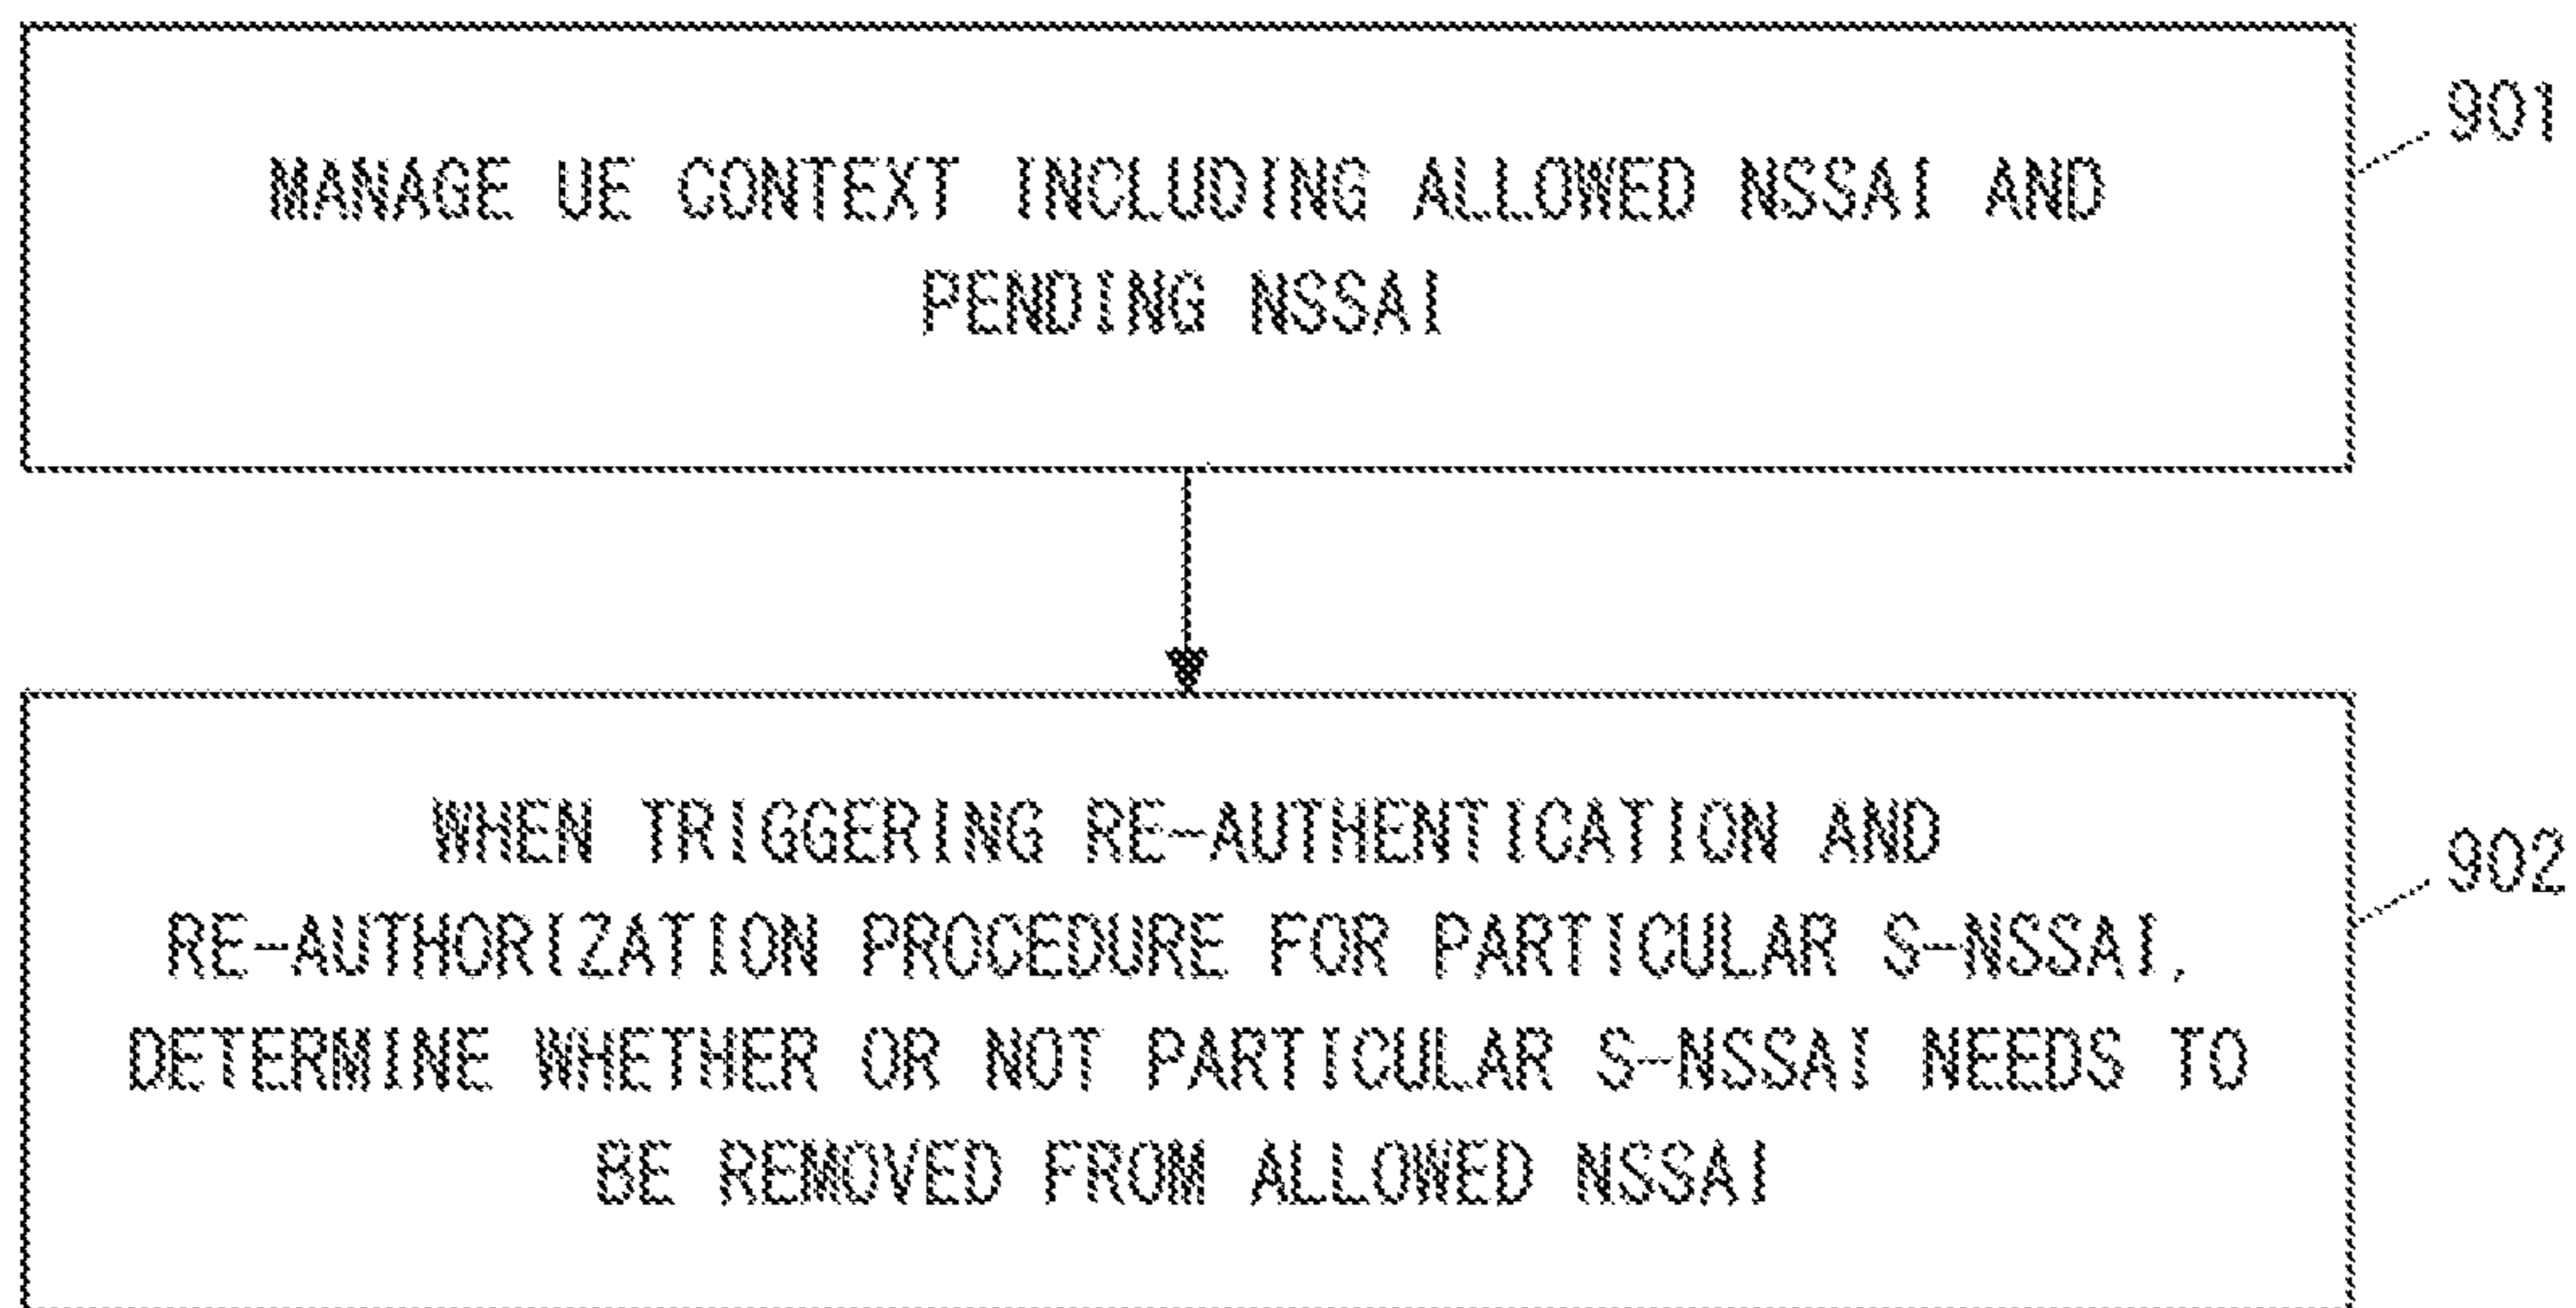 MANAGE UE CONTEXT INCLUDING ALLOWED NSSAI AND
PENDING NSSAI
901
WHEN TRIGGERING RE-AUTHENTICATION AND
RE-AUTHORIZATION PROCEDURE FOR PARTICULAR S-NSSAI,
DETERMINE WHETHER OR NOT PARTICULAR S-NSSAI NEEDS TO
BE REMOVED FROM ALLOWED NSSAI
902